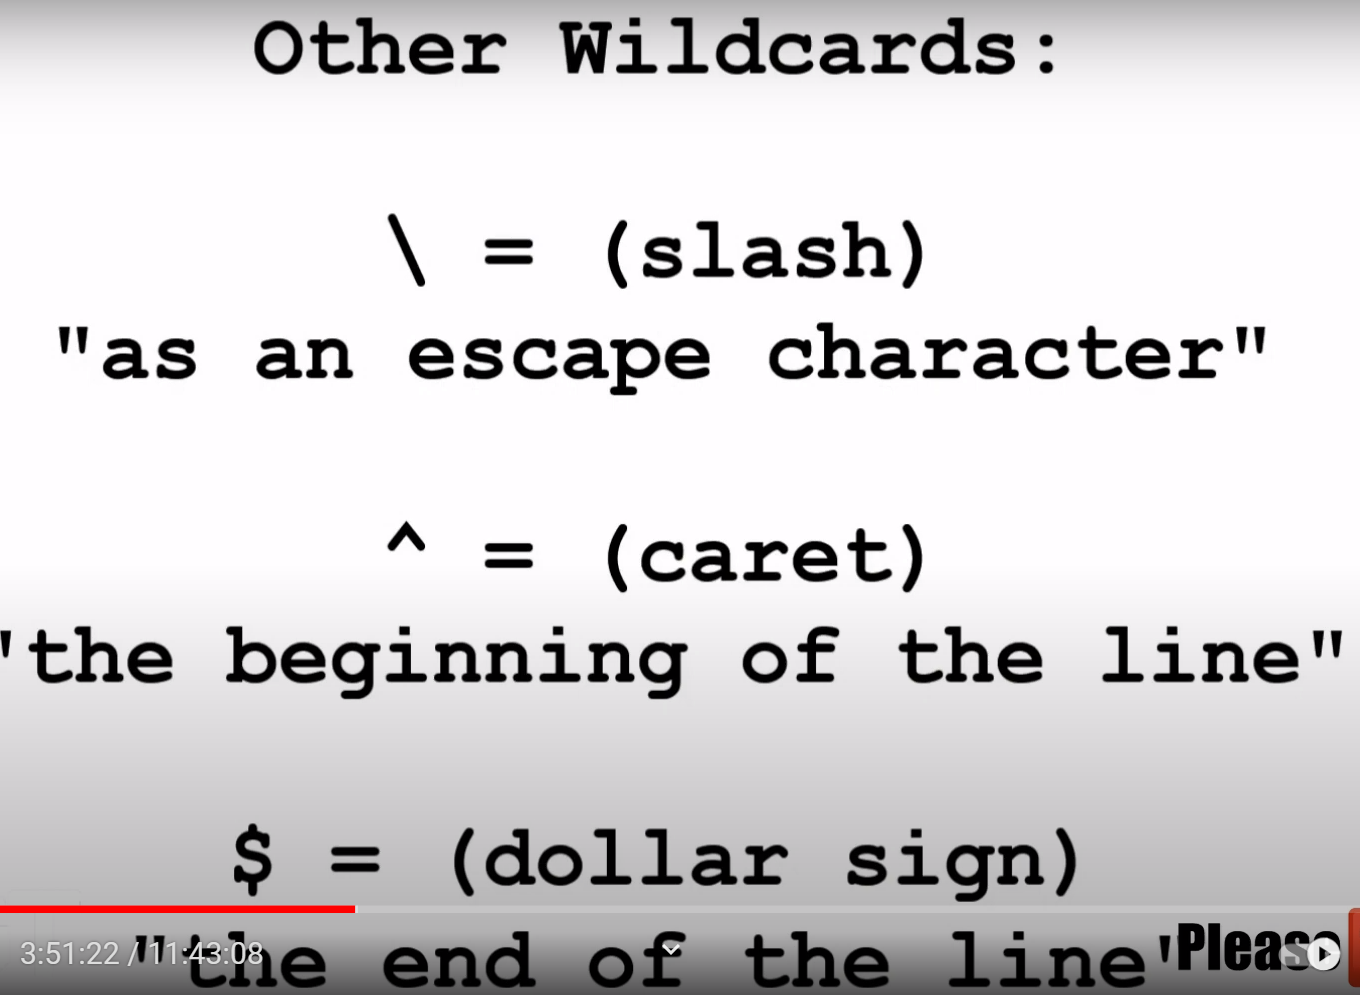 Other Wildcards:
\ = (slash)
"as an escape character"
^ = (caret)
"the beginning of the line"
$ = (dollar sign)
"the end of the line"
3:51:22 / 11:43:08
Please